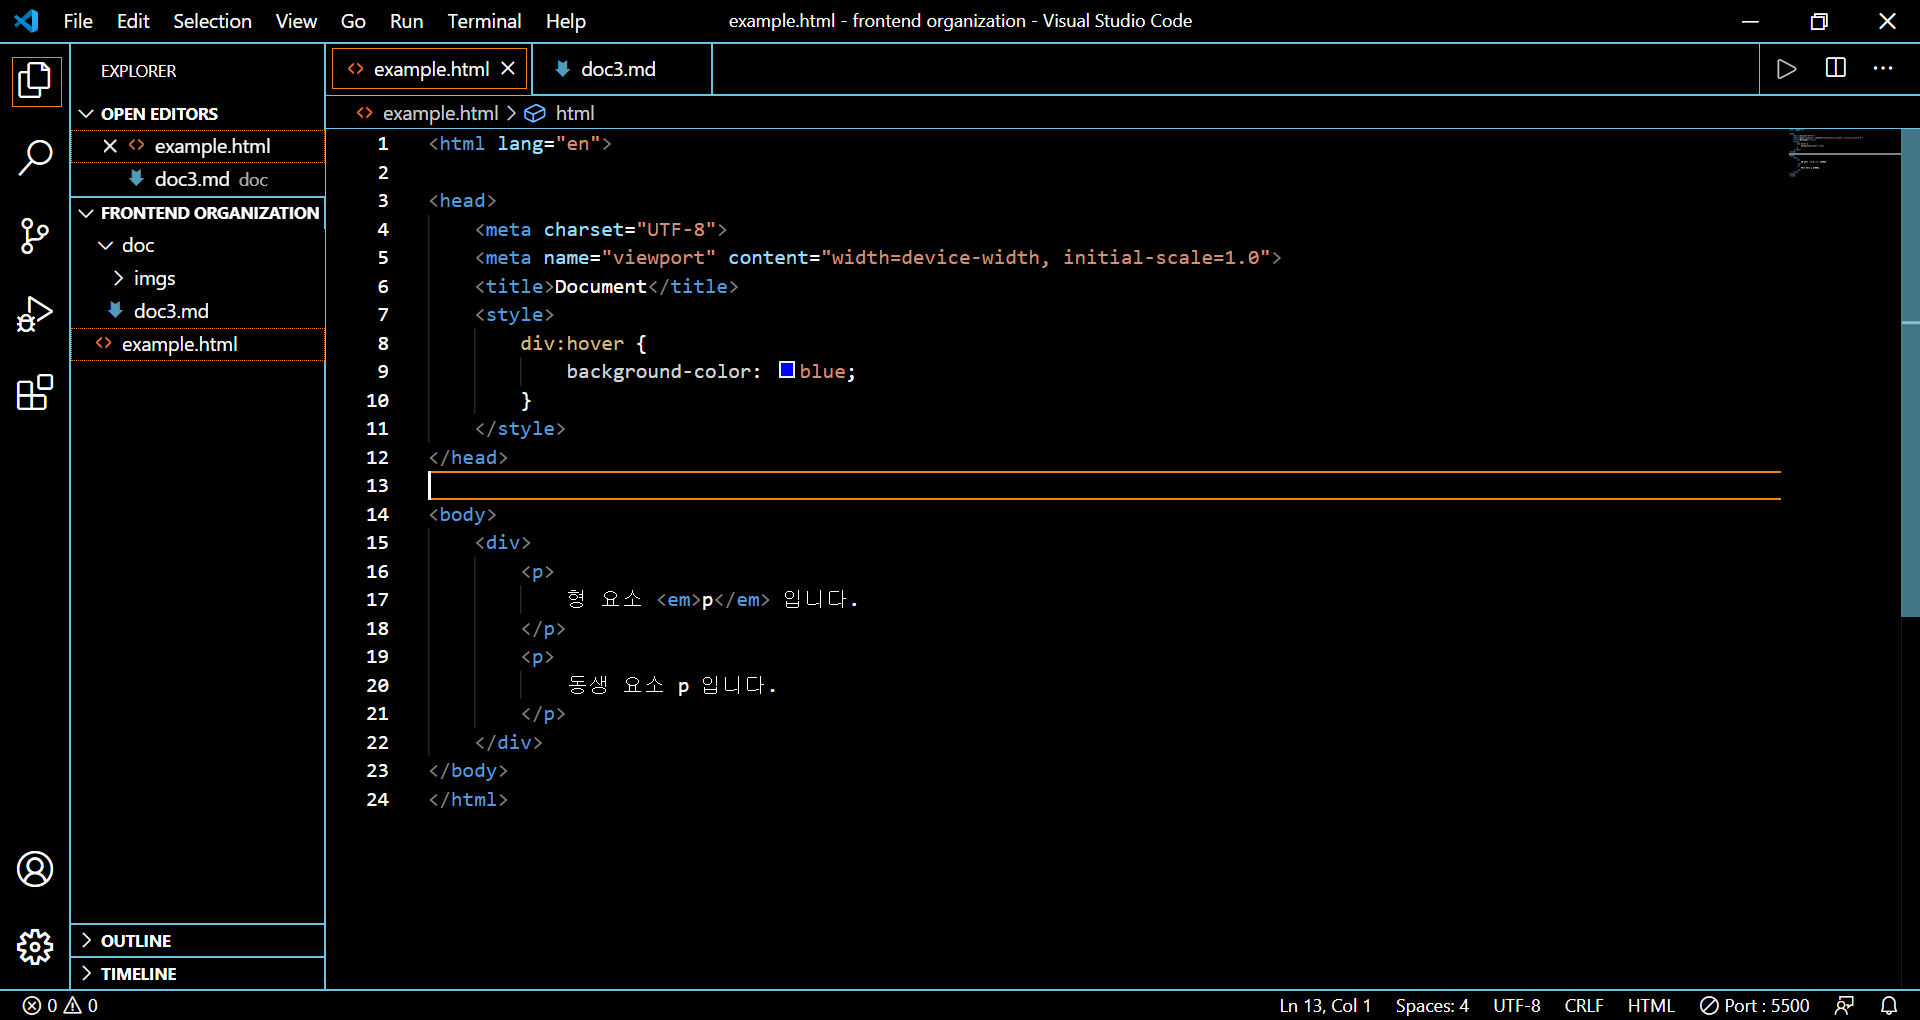 File Edit Selection View Go Run Terminal Help example.html - frontend organization - Visual Studio Code
EXPLORER
OPEN EDITORS
example.html
doc3.md doc
FRONTEND ORGANIZATION
doc
imgs
doc3.md
example.html
OUTLINE
TIMELINE
example.html doc3.md
example.html > html
1 <html lang="en">
2
3 <head>
4 <meta charset="UTF-8">
5 <meta name="viewport" content="width=device-width, initial-scale=1.0">
6 <title>Document</title>
7 <style>
8 div:hover {
9 background-color: blue;
10 }
11 </style>
12 </head>
13
14 <body>
15 <div>
16 <p>
17 형 요소 <em>p</em> 입니다.
18 </p>
19 <p>
20 동생 요소 p 입니다.
21 </p>
22 </div>
23 </body>
24 </html>
0 0 Ln 13, Col 1 Spaces: 4 UTF-8 CRLF HTML Port : 5500